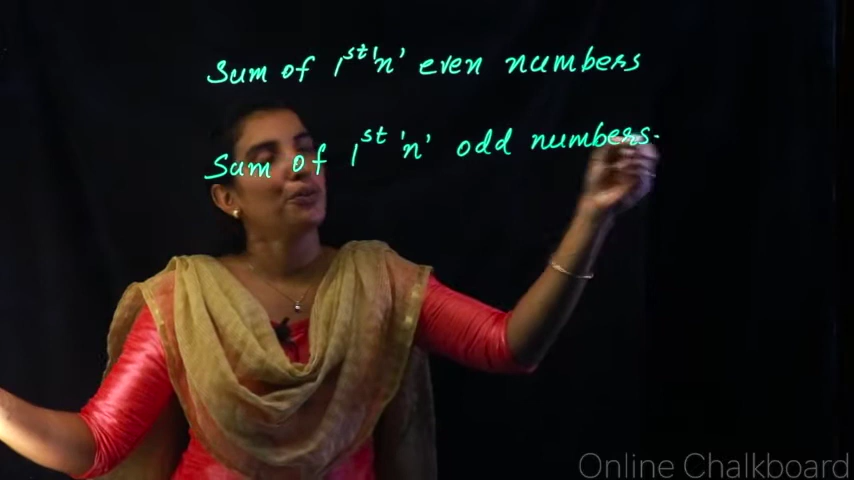 Sum of 1st 'n' even numbers
Sum of 1st 'n' odd numbers.
Online Chalkboard